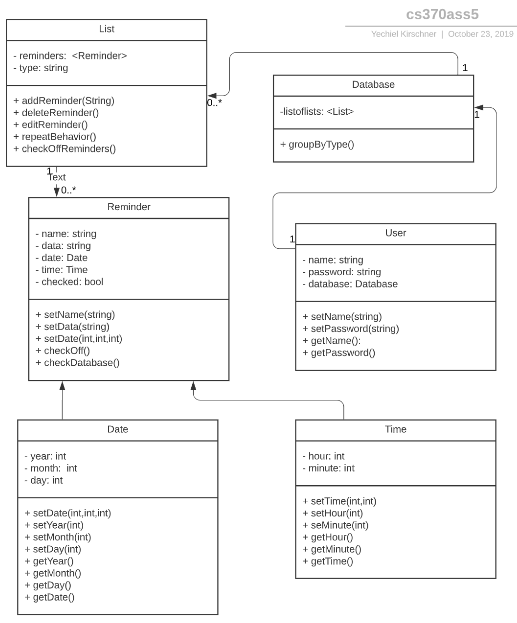 cs370ass5
Yechiel Kirschner | October 23, 2019
List
- reminders: <Reminder>
- type: string
+ addReminder(String)
+ deleteReminder()
+ editReminder()
+ repeatBehavior()
+ checkOffReminders()
1
0..*
Database
-listoflists: <List>
+ groupByType()
1
1
Text
0..*
Reminder
- name: string
- data: string
- date: Date
- time: Time
- checked: bool
+ setName(string)
+ setData(string)
+ setDate(int,int,int)
+ checkOff()
+ checkDatabase()
1
User
- name: string
- password: string
- database: Database
+ setName(string)
+ setPassword(string)
+ getName():
+ getPassword()
Date
- year: int
- month: int
- day: int
+ setDate(int,int,int)
+ setYear(int)
+ setMonth(int)
+ setDay(int)
+ getYear()
+ getMonth()
+ getDay()
+ getDate()
Time
- hour: int
- minute: int
+ setTime(int,int)
+ setHour(int)
+ seMinute(int)
+ getHour()
+ getMinute()
+ getTime()